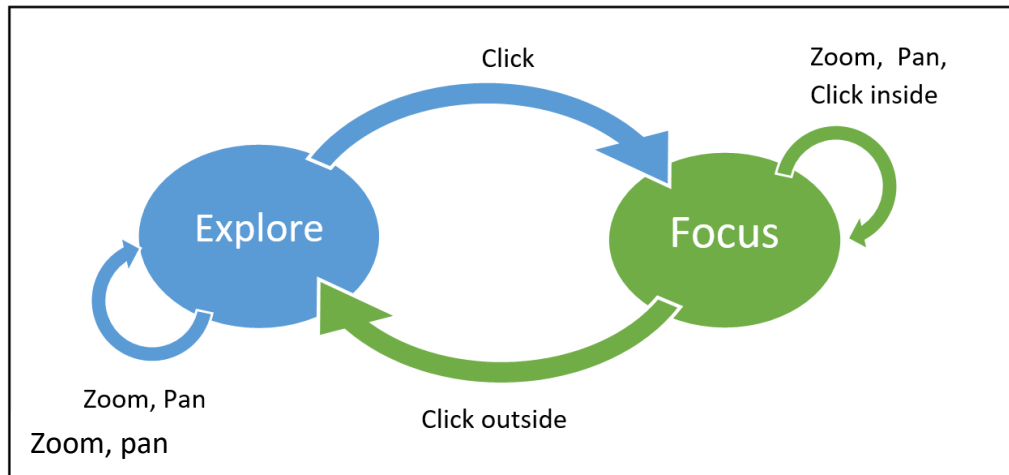 Click
Zoom, Pan,
Click inside
Explore
Focus
Zoom, Pan
Click outside
Zoom, pan